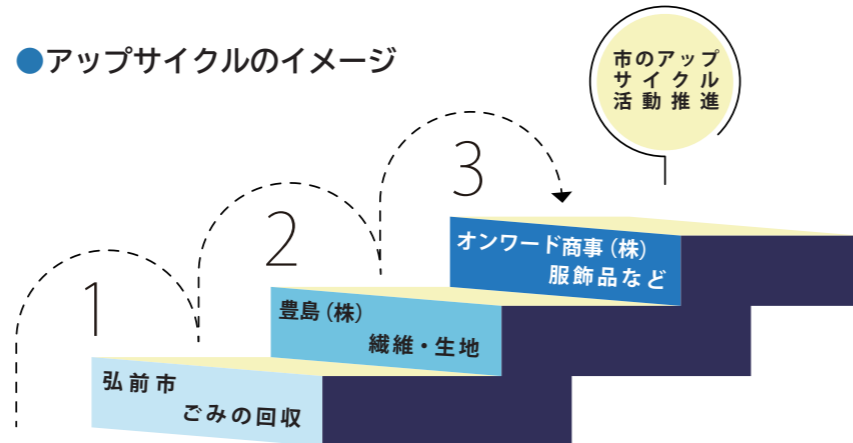 ●アップサイクルのイメージ
市のアップ
サイクル
活動推進
3
オンワード商事(株)
服飾品など
2
豊島(株)
繊維・生地
1
弘前市
ごみの回収